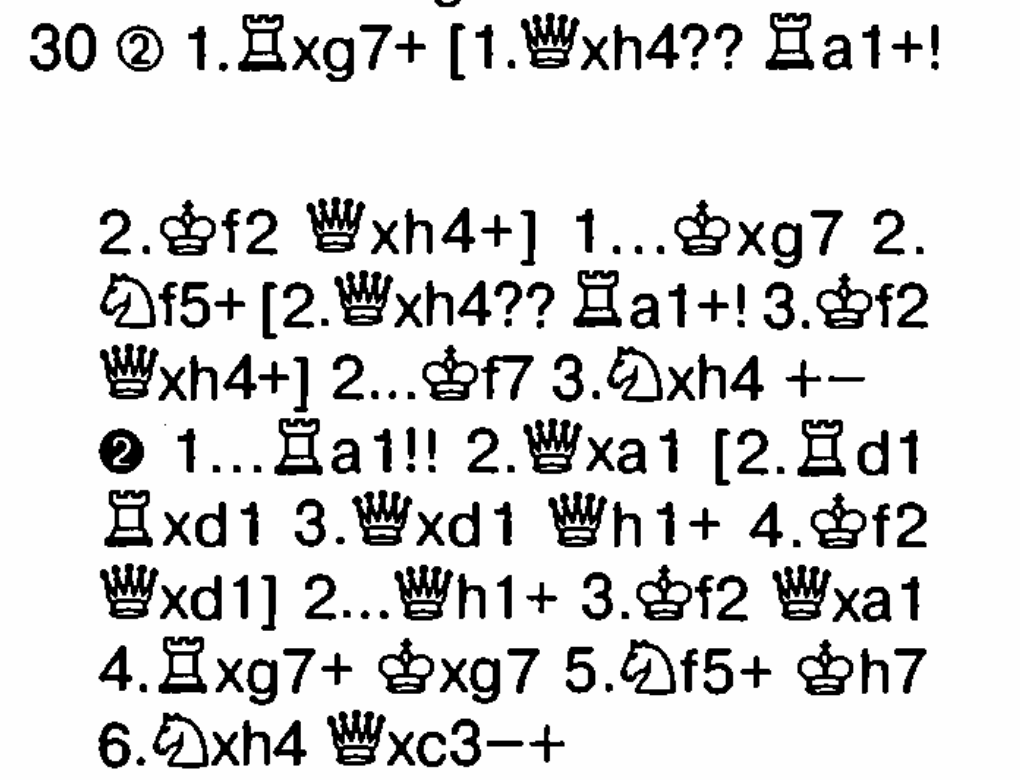 30 ② 1.♖xg7+ [1.♕xh4?? ♖a1+!
2.♔f2 ♕xh4+] 1...♔xg7 2.
♘f5+ [2.♕xh4?? ♖a1+! 3.♔f2
♕xh4+] 2...♔f7 3.♘xh4 +−
❷ 1...♖a1!! 2.♕xa1 [2.♖d1
♖xd1 3.♕xd1 ♕h1+ 4.♔f2
♕xd1] 2...♕h1+ 3.♔f2 ♕xa1
4.♖xg7+ ♔xg7 5.♘f5+ ♔h7
6.♘xh4 ♕xc3−+